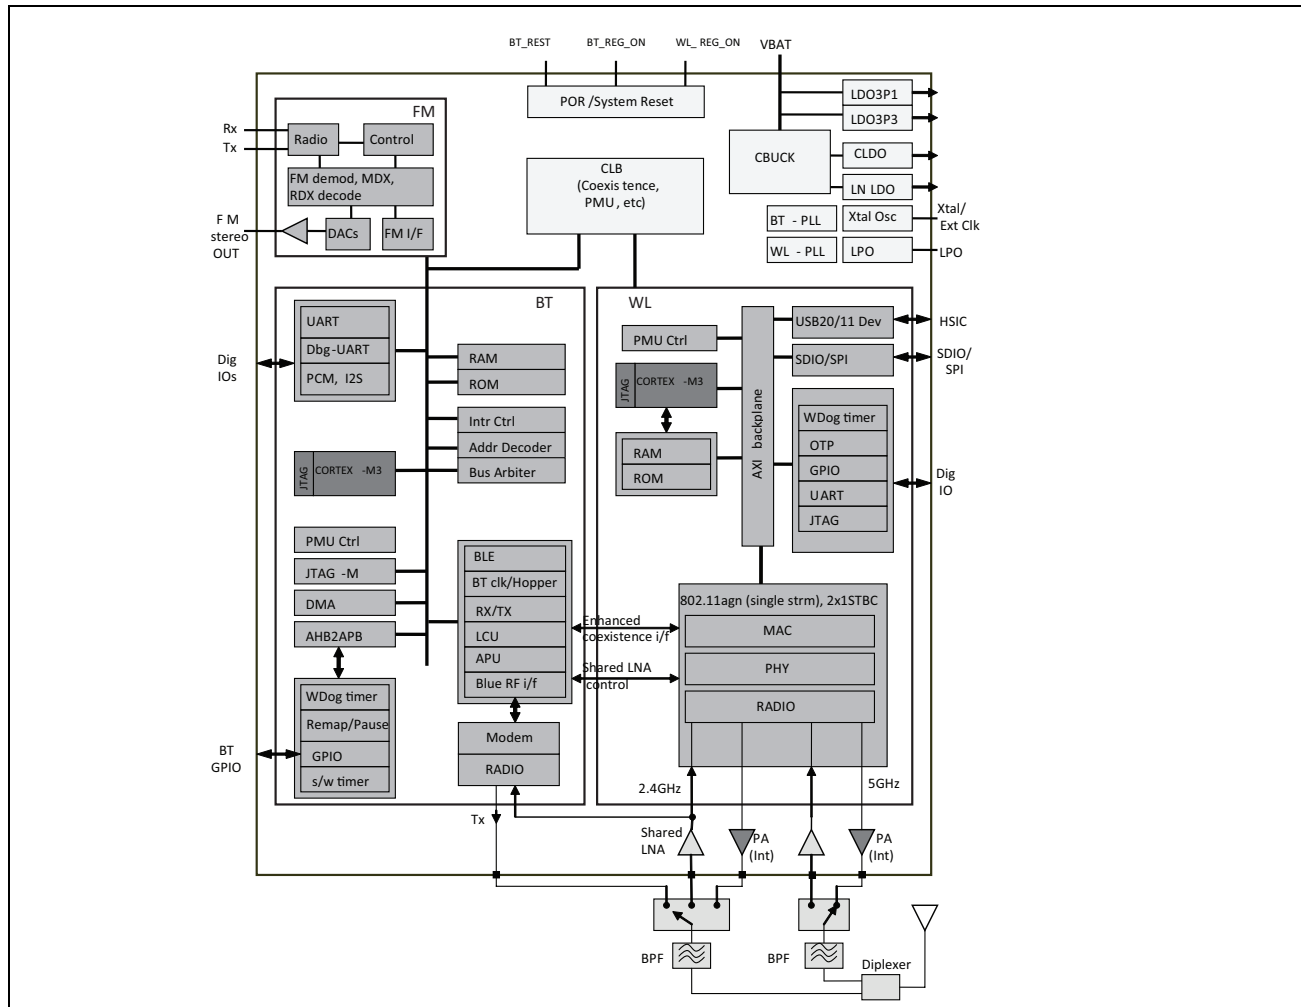 BT_REST
BT_REG_ON
WL_ REG_ON
VBAT
POR /System Reset
LDO3P1
LDO3P3
CBUCK
CLDO
LN LDO
BT - PLL
Xtal Osc
Xtal/
Ext Clk
WL - PLL
LPO
LPO
FM
Rx
Tx
Radio
Control
FM demod, MDX,
RDX decode
DACs
FM I/F
F M
stereo
OUT
CLB
(Coexis tence,
PMU , etc)
BT
UART
Dbg-UART
PCM, I2S
Dig
IOs
RAM
ROM
Intr Ctrl
Addr Decoder
Bus Arbiter
JTAG
CORTEX -M3
PMU Ctrl
JTAG -M
DMA
AHB2APB
WDog timer
Remap/Pause
GPIO
s/w timer
BT
GPIO
BLE
BT clk/Hopper
RX/TX
LCU
APU
Blue RF i/f
Modem
RADIO
Enhanced
coexistence i/f
Shared LNA
control
WL
PMU Ctrl
JTAG
CORTEX -M3
RAM
ROM
AXI backplane
USB20/11 Dev
HSIC
SDIO/SPI
SDIO/
SPI
WDog timer
OTP
GPIO
UART
JTAG
Dig
IO
802.11agn (single strm), 2x1STBC
MAC
PHY
RADIO
2.4GHz
5GHz
Tx
Shared
LNA
PA
(Int)
PA
(Int)
BPF
BPF
Diplexer